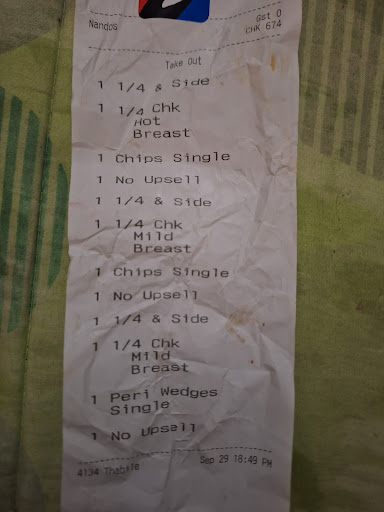 Nandos
Gst 0
CHK 674
Take Out
1 1/4 & Side
1 1/4 Chk
Hot
Breast
1 Chips Single
1 No Upsell
1 1/4 & Side
1 1/4 Chk
Mild
Breast
1 Chips Single
1 No Upsell
1 1/4 & Side
1 1/4 Chk
Mild
Breast
1 Peri Wedges
Single
1 No Upsell
4134 Thabile
Sep 29 18:49 PM